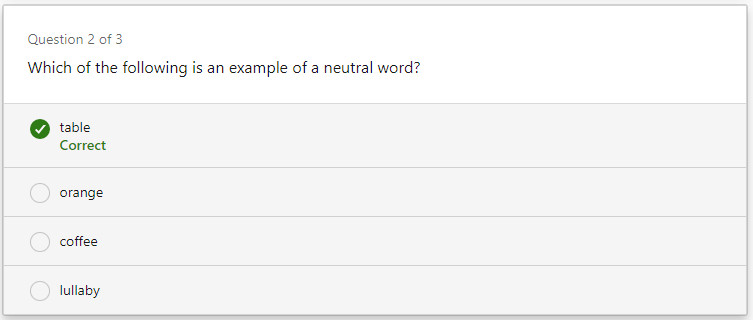 Question 2 of 3
Which of the following is an example of a neutral word?
table
Correct
orange
coffee
lullaby